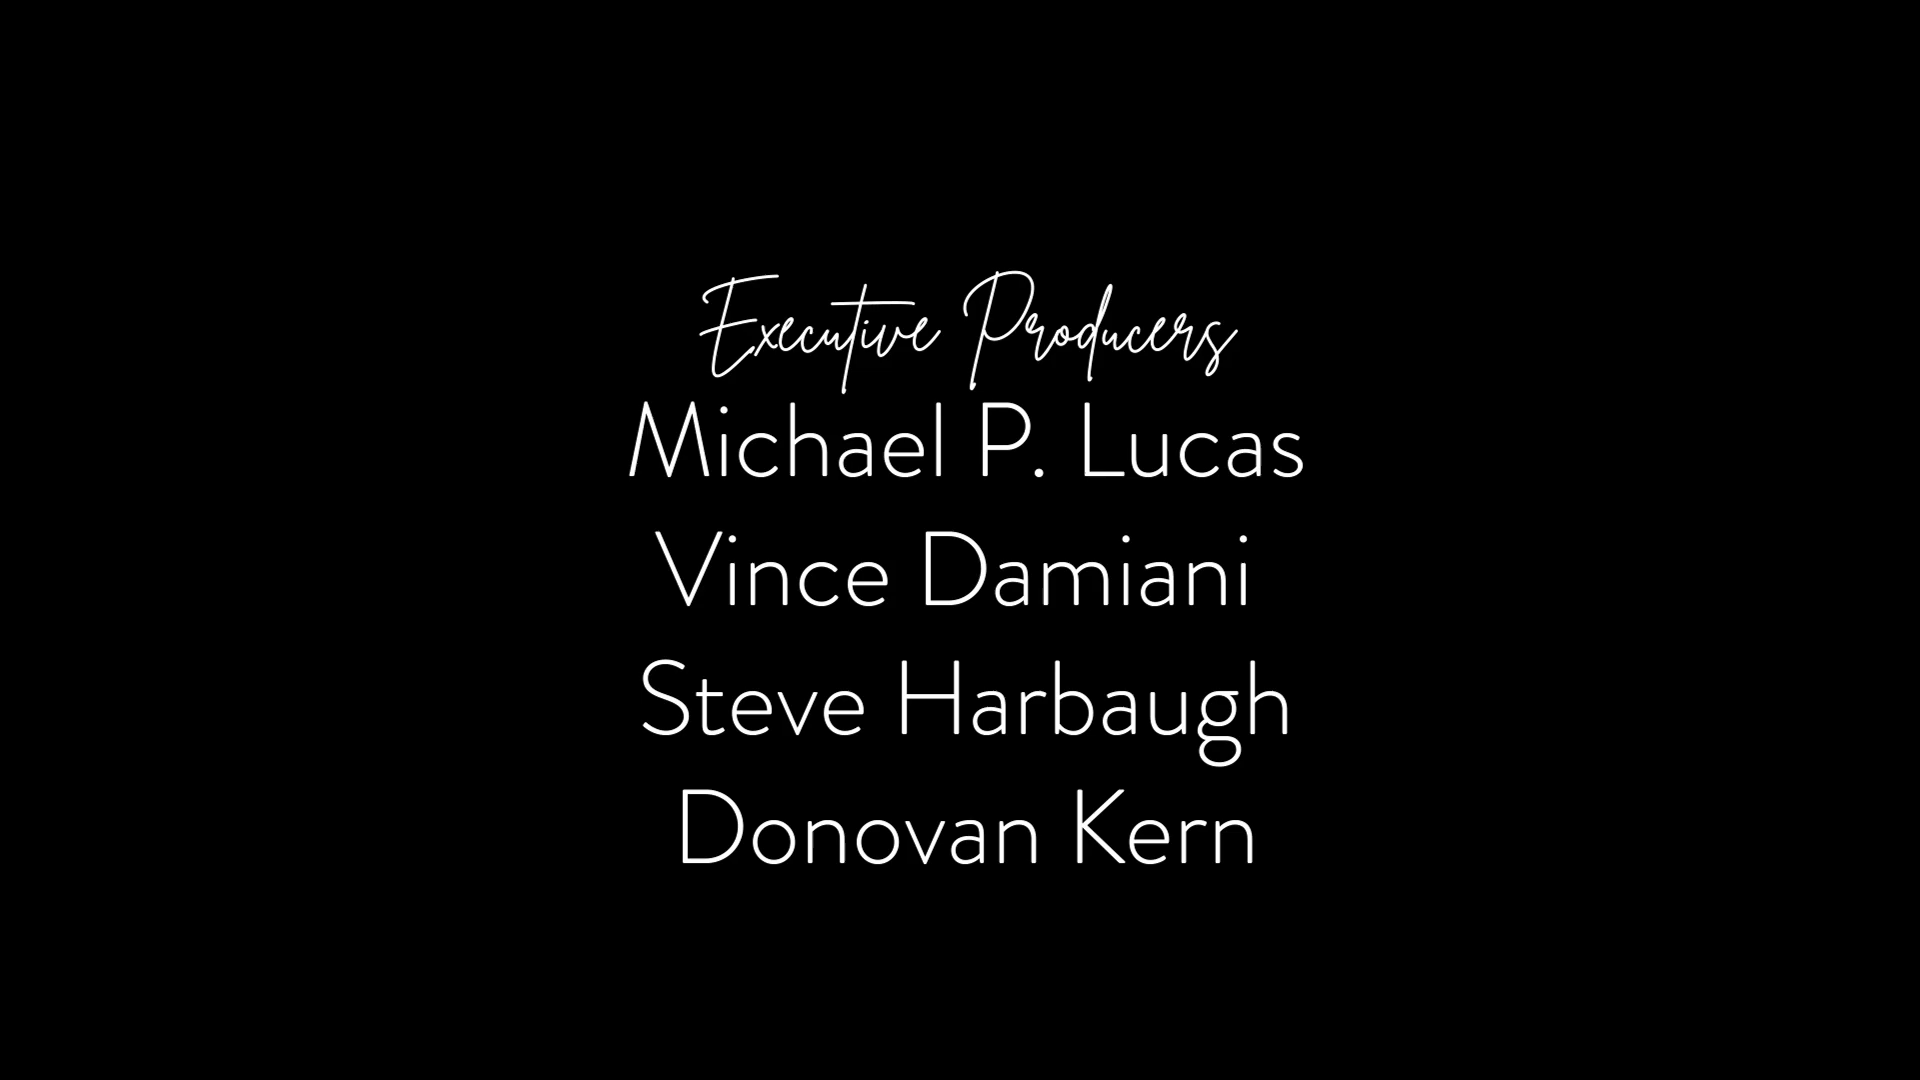 Executive Producers
Michael P. Lucas
Vince Damiani
Steve Harbaugh
Donovan Kern